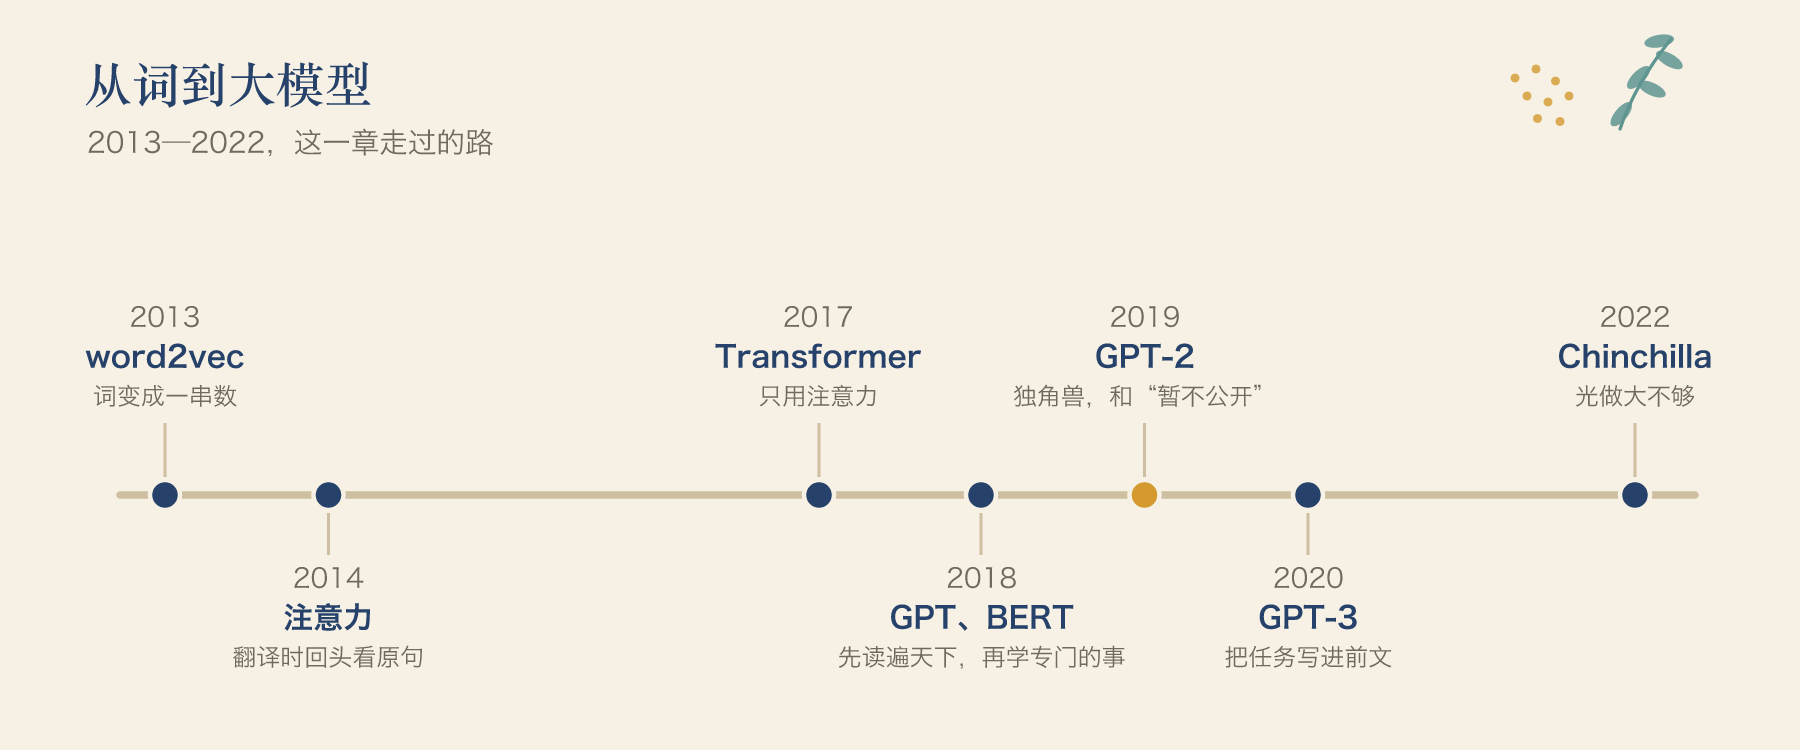 从词到大模型
2013—2022，这一章走过的路
2013
word2vec
词变成一串数
2014
注意力
翻译时回头看原句
2017
Transformer
只用注意力
2018
GPT、BERT
先读遍天下，再学专门的事
2019
GPT-2
独角兽，和“暂不公开”
2020
GPT-3
把任务写进前文
2022
Chinchilla
光做大不够